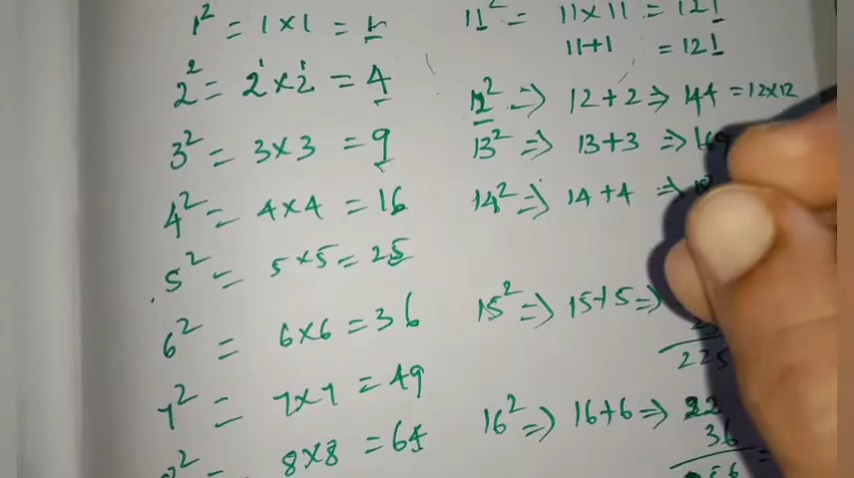 1² = 1 × 1 = 1
2² = 2 × 2 = 4
3² = 3 × 3 = 9
4² = 4 × 4 = 16
5² = 5 × 5 = 25
6² = 6 × 6 = 36
7² = 7 × 7 = 49
8 × 8 = 64
11² = 11 × 11 = 121
11+1 = 121
12² => 12 + 2 => 144 = 12×12
13² => 13+3 => 169
14² => 14 + 4 =>
15² => 15+5 =>
225
16² => 16+6 => 22
36